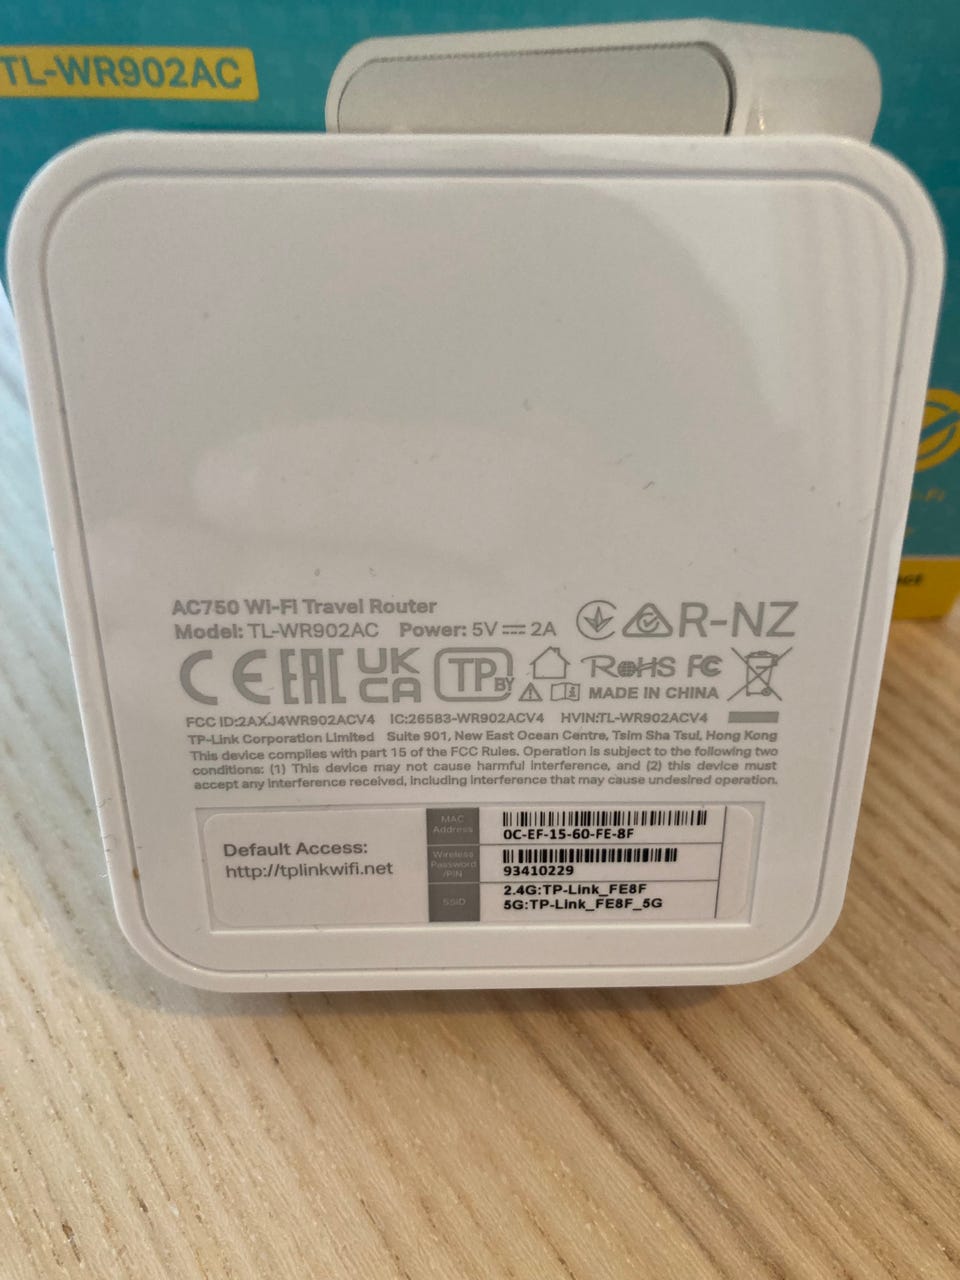 TL-WR902AC
AC750 Wi-Fi Travel Router
Model: TL-WR902AC Power: 5V 2A
R-NZ
CE EAC UK CA TP BY RoHS FC
MADE IN CHINA
FCC ID:2AXJ4WR902ACV4 IC:26583-WR902ACV4 HVIN:TL-WR902ACV4
TP-Link Corporation Limited Suite 901, New East Ocean Centre, Tsim Sha Tsui, Hong Kong
This device complies with part 15 of the FCC Rules. Operation is subject to the following two
conditions: (1) This device may not cause harmful interference, and (2) this device must
accept any interference received, including interference that may cause undesired operation.
Default Access:
http://tplinkwifi.net
MAC
Address
0C-EF-15-60-FE-8F
Wireless
Password
/PIN
93410229
SSID
2.4G:TP-Link_FE8F
5G:TP-Link_FE8F_5G